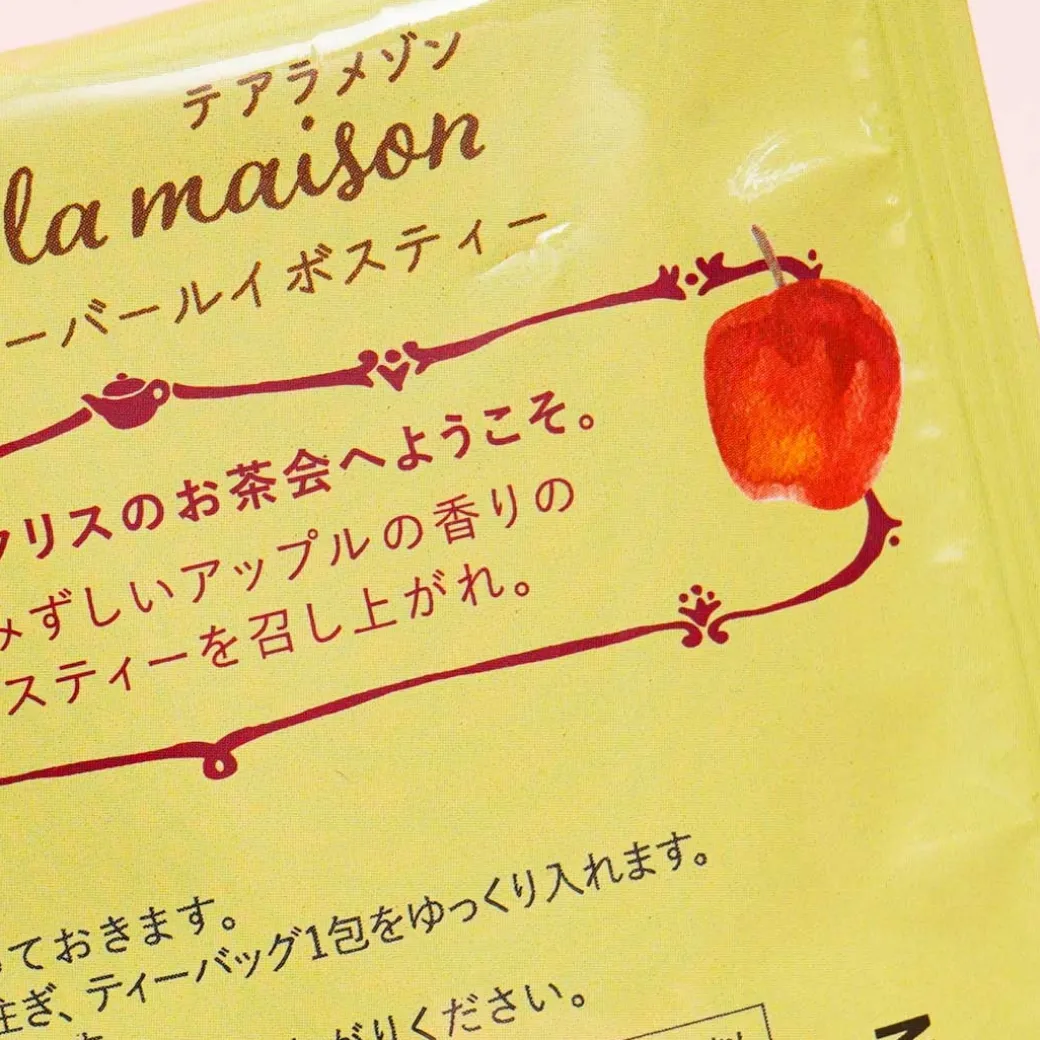 テアラメゾン
la maison
ーバールイボスティー
クリスのお茶会へようこそ。
ずしいアップルの香りの
スティーを召し上がれ。
ておきます。
注ぎ、ティーバッグ1包をゆっくり入れます。
がりください。